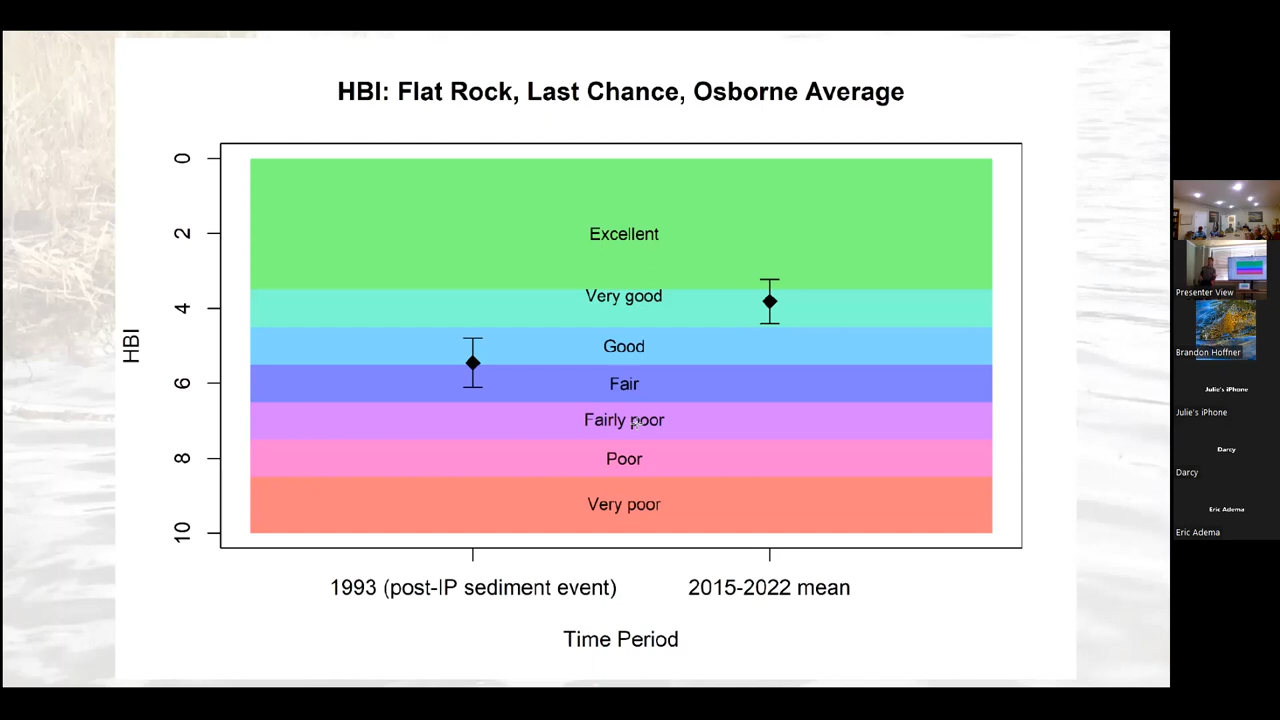 HBI: Flat Rock, Last Chance, Osborne Average
HBI
0
2
4
6
8
10
Excellent
Very good
Good
Fair
Fairly poor
Poor
Very poor
1993 (post-IP sediment event)
2015-2022 mean
Time Period
Presenter View
Brandon Hoffner
Julie's iPhone
Julie's iPhone
Darcy
Darcy
Eric Adema
Eric Adema